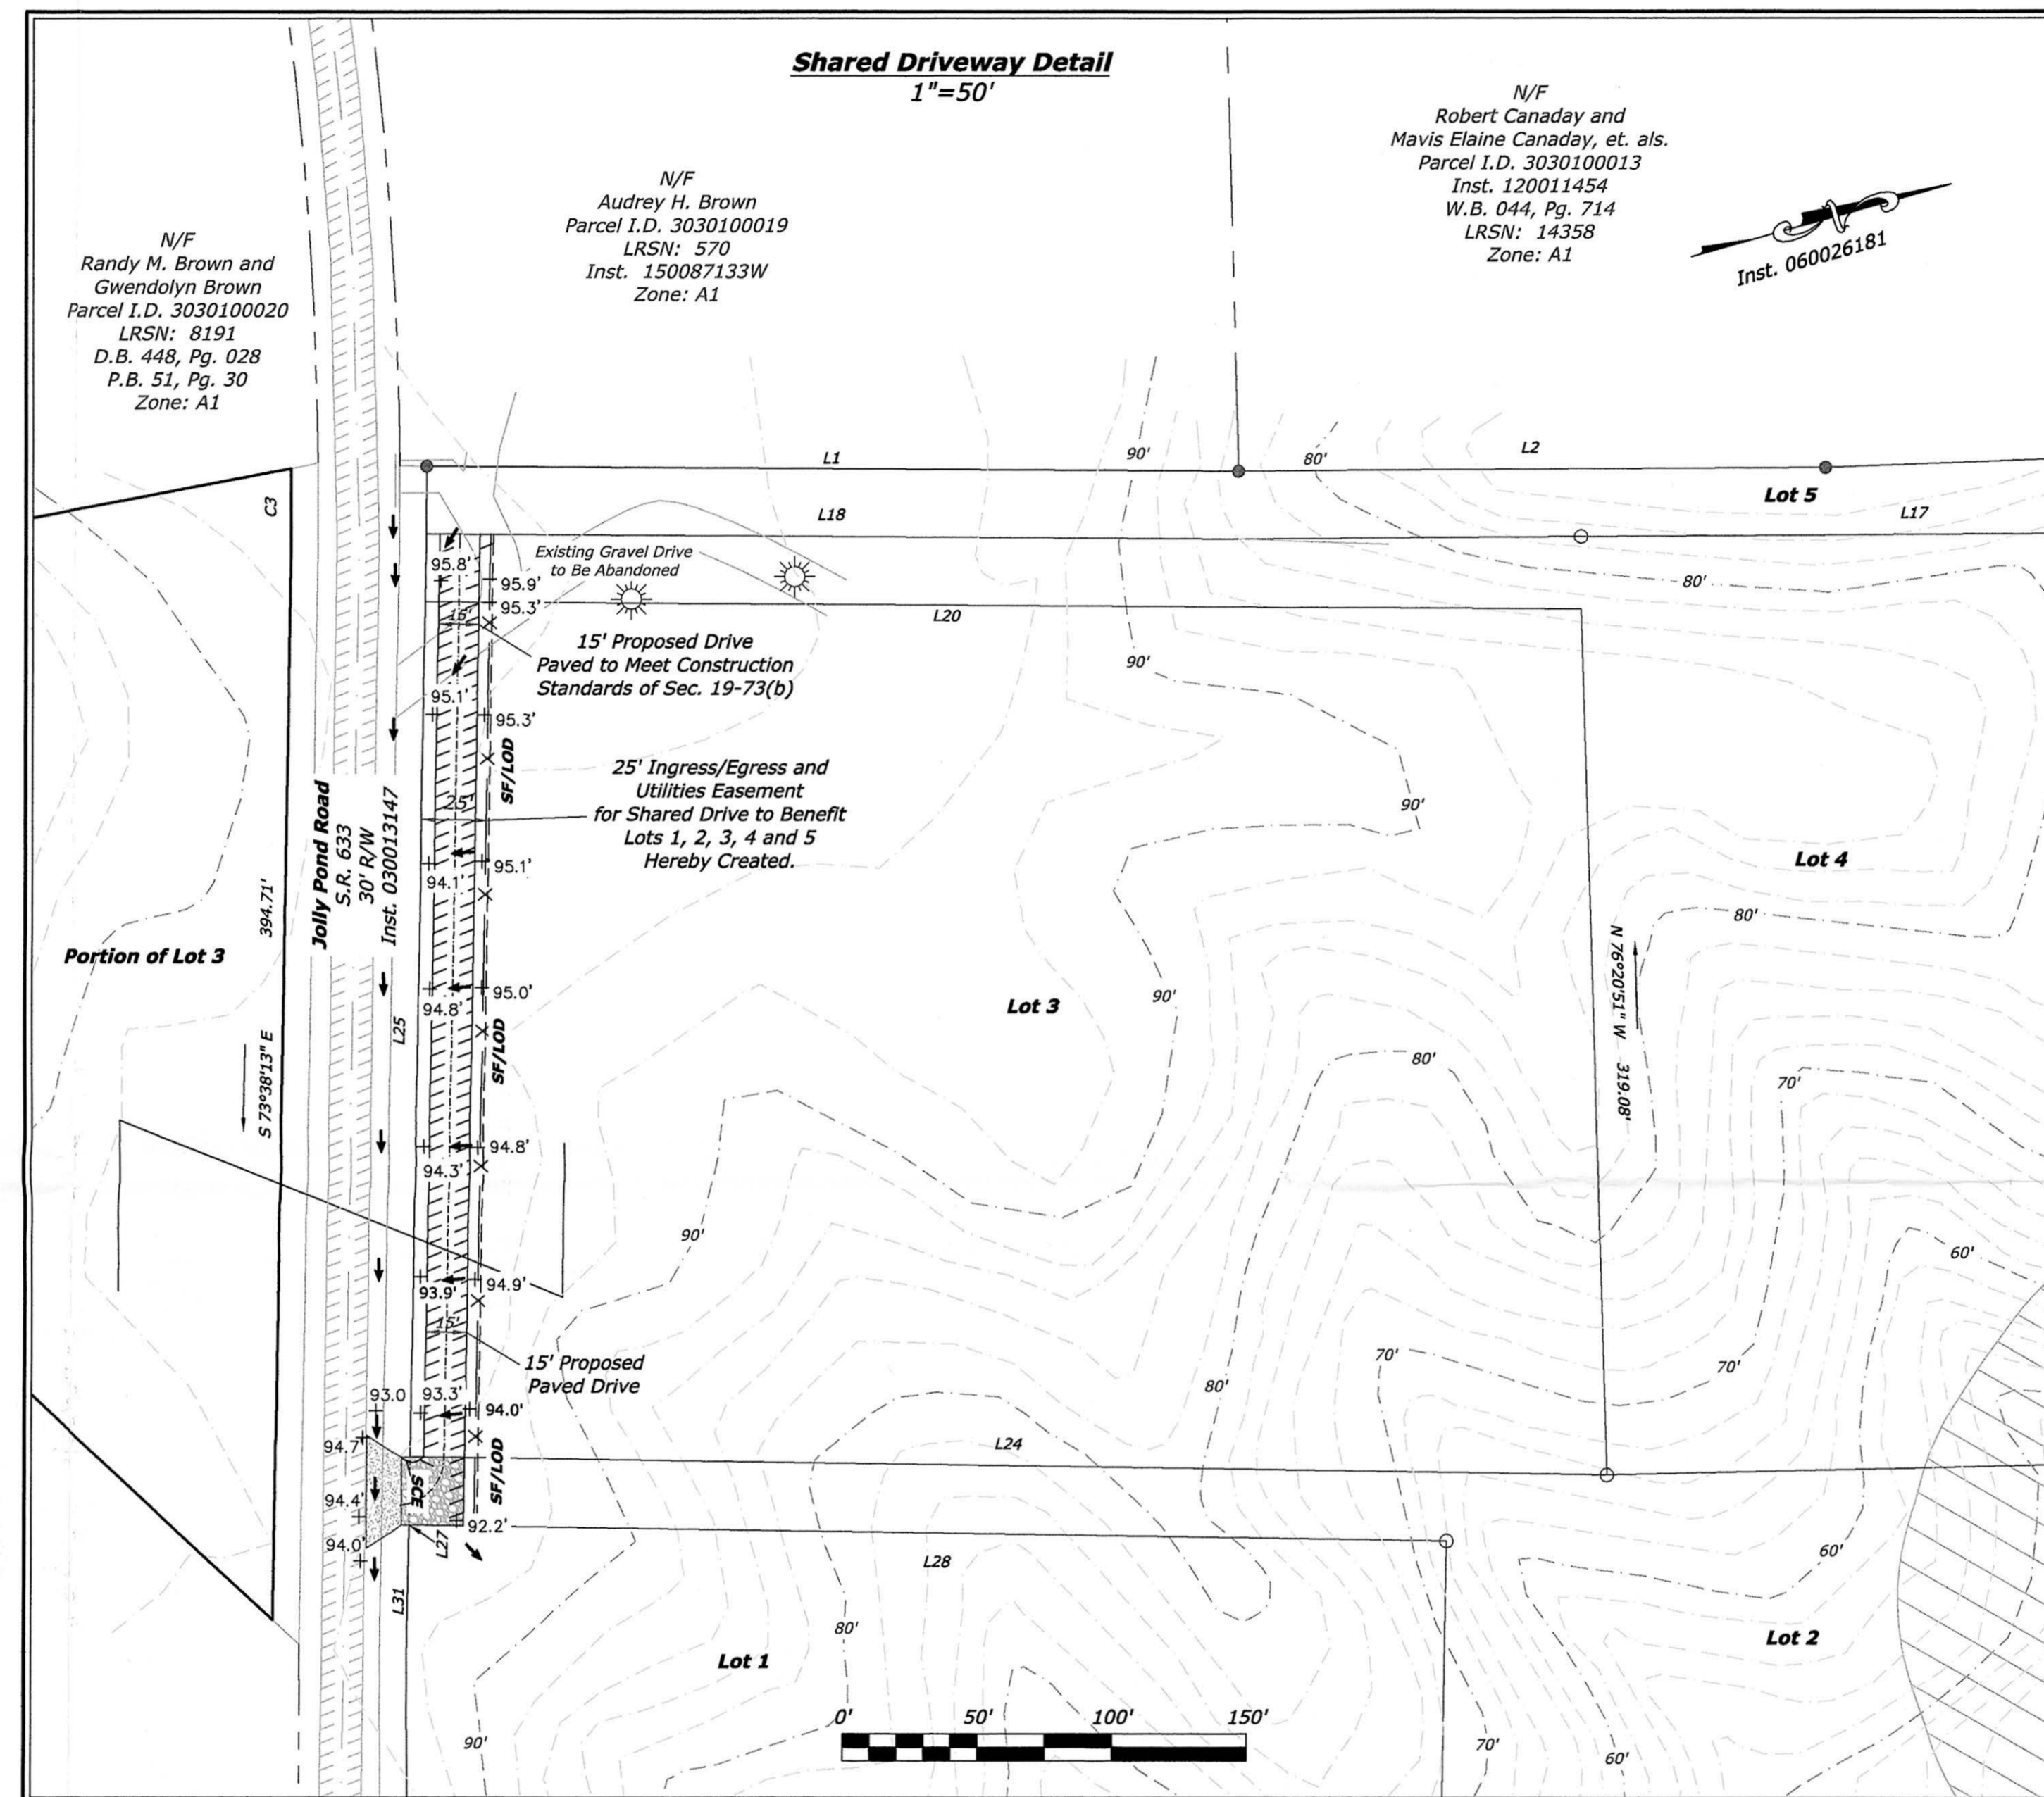 Shared Driveway Detail
1"=50'
N/F
Robert Canaday and
Mavis Elaine Canaday, et. als.
Parcel I.D. 3030100013
Inst. 120011454
W.B. 044, Pg. 714
LRSN: 14358
Zone: A1
N/F
Audrey H. Brown
Parcel I.D. 3030100019
LRSN: 570
Inst. 150087133W
Zone: A1
N/F
Randy M. Brown and
Gwendolyn Brown
Parcel I.D. 3030100020
LRSN: 8191
D.B. 448, Pg. 028
P.B. 51, Pg. 30
Zone: A1
N
Inst. 060026181
L1
90'
80'
L2
Lot 5
C3
L18
L17
Existing Gravel Drive
to Be Abandoned
95.8'
95.9'
95.3'
80'
L20
15'
15' Proposed Drive
Paved to Meet Construction
Standards of Sec. 19-73(b)
90'
95.1'
95.3'
SF/LOD
25' Ingress/Egress and
Utilities Easement
for Shared Drive to Benefit
Lots 1, 2, 3, 4 and 5
Hereby Created.
25'
90'
Jolly Pond Road
S.R. 633
30' R/W
Inst. 030013147
95.1'
94.1'
Lot 4
394.71'
80'
Portion of Lot 3
95.0'
94.8'
90'
Lot 3
N 76°20'51" W 319.08'
L25
SF/LOD
S 73°38'13" E
80'
70'
94.8'
94.3'
90'
60'
94.9'
93.9'
15'
15' Proposed
Paved Drive
70'
70'
80'
93.0
93.3'
94.0'
94.7'
L24
SCE
SF/LOD
94.4'
92.2'
94.0'
L27
L28
60'
L31
80'
Lot 1
Lot 2
0' 50' 100' 150'
90'
70'
60'